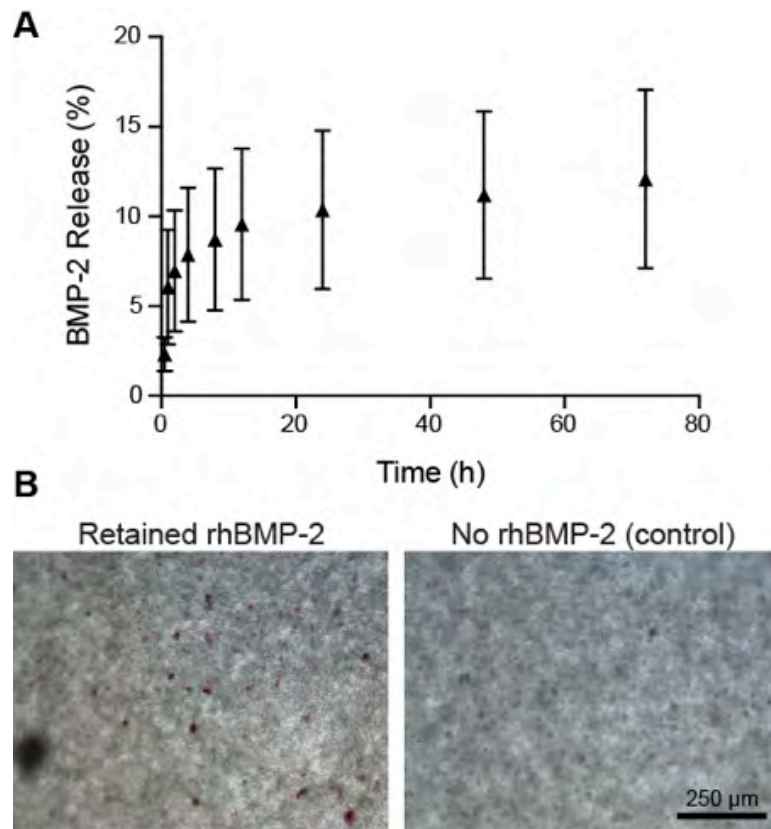 A
20
15
10
5
0
BMP-2 Release (%)
0 20 40 60 80
Time (h)
B
Retained rhBMP-2 No rhBMP-2 (control)
250 µm